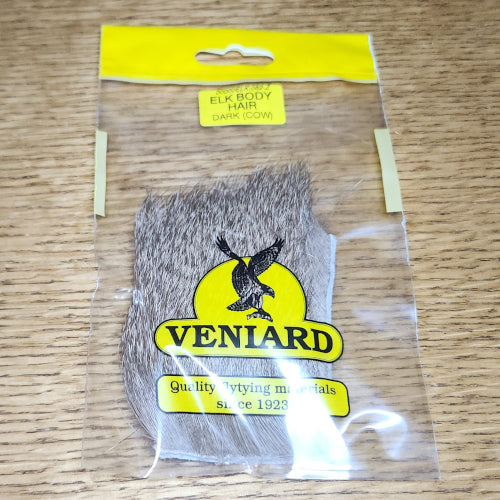 ELK BODY
HAIR
DARK (COW)
VENIARD
Quality flytying materials
since 1923